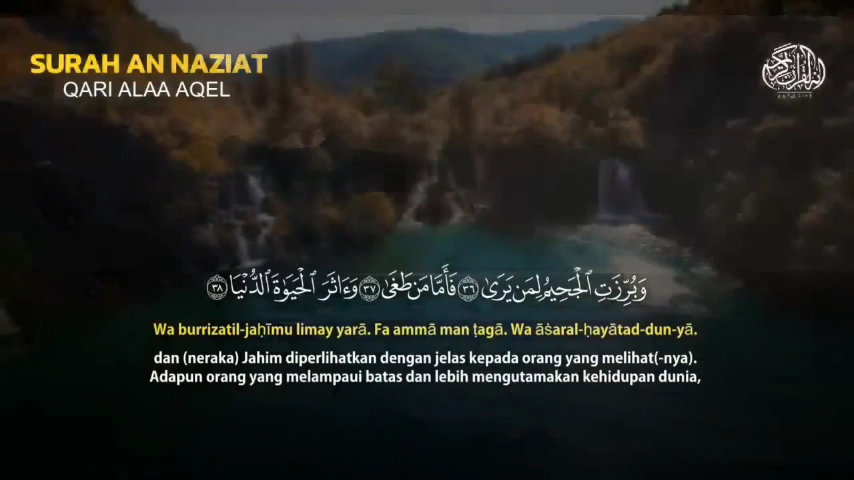 SURAH AN NAZIAT
QARI ALAA AQEL
وَبُرِّزَتِ ٱلْجَحِيمُ لِمَن يَرَىٰ ٣٦ فَأَمَّا مَن طَغَىٰ ٣٧ وَءَاثَرَ ٱلْحَيَوٰةَ ٱلدُّنْيَا ٣٨
Wa burrizatil-jaḥīmu limay yarā. Fa ammā man ṭagā. Wa āṡaral-ḥayātad-dun-yā.
dan (neraka) Jahim diperlihatkan dengan jelas kepada orang yang melihat(-nya).
Adapun orang yang melampaui batas dan lebih mengutamakan kehidupan dunia,